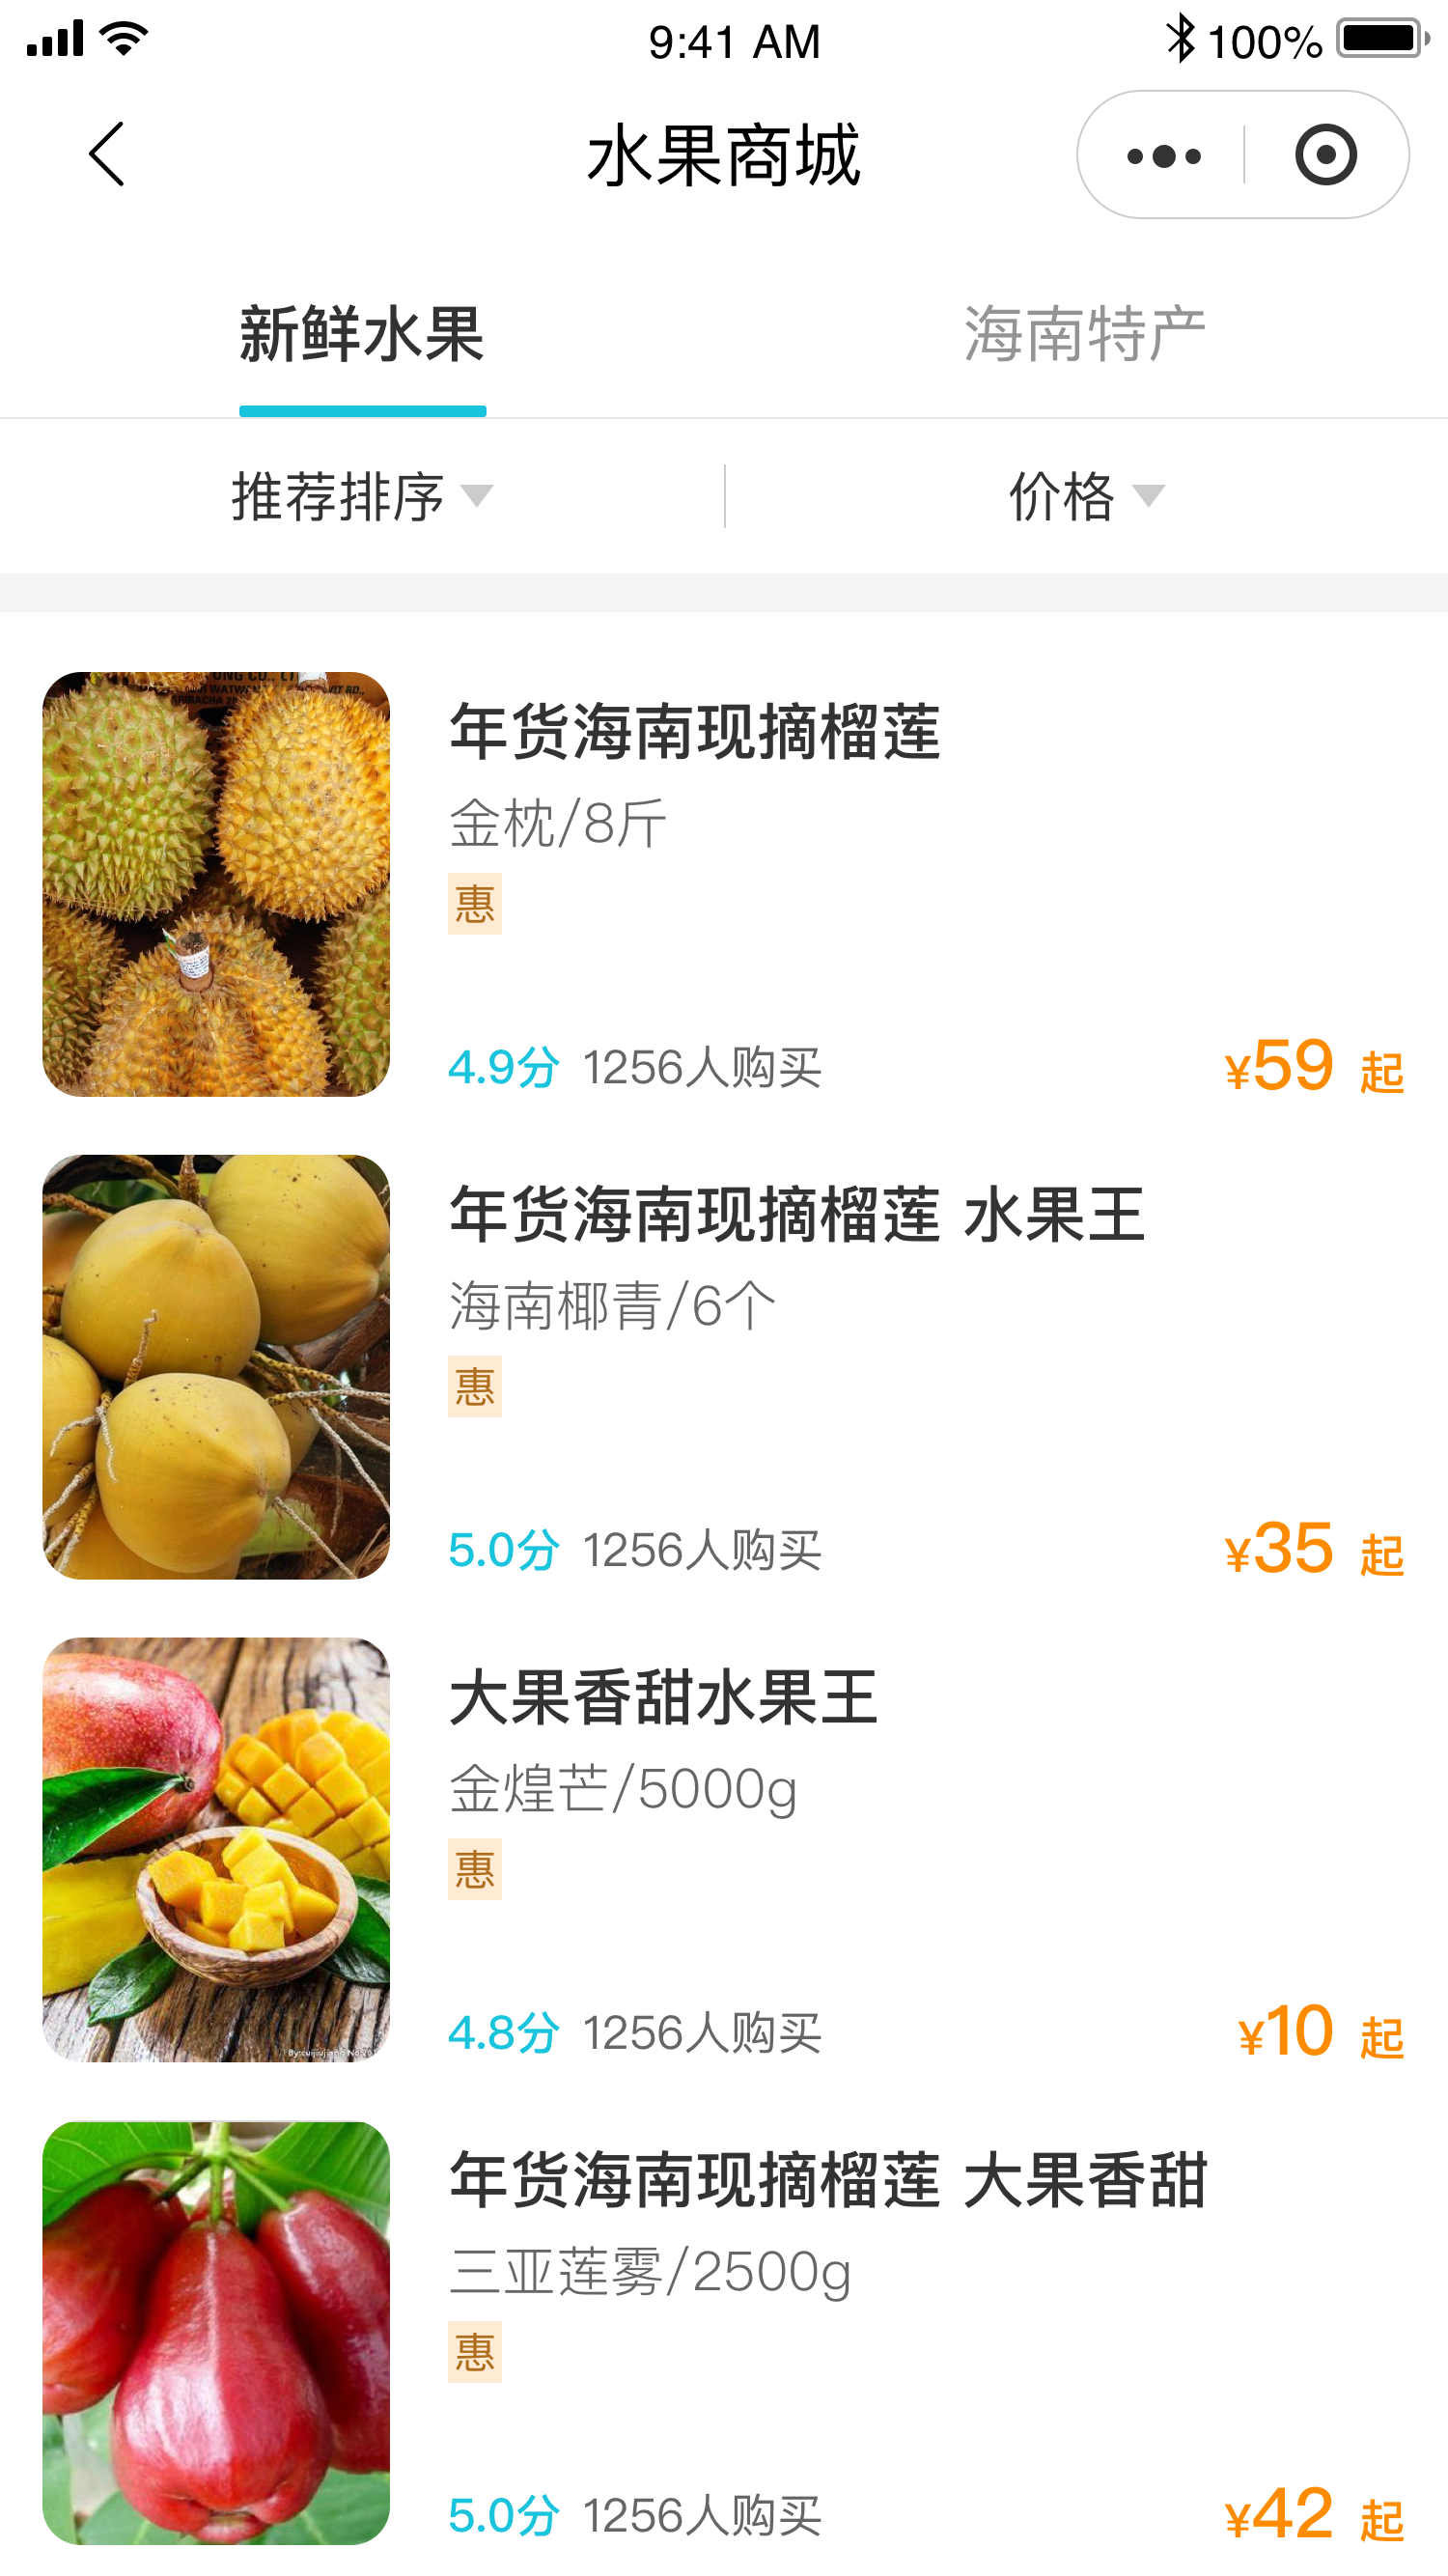 9:41 AM
100%
水果商城
新鲜水果
海南特产
推荐排序
价格
UNG CO., LT
SRIRACHA 20
年货海南现摘榴莲
金枕/8斤
惠
4.9分 1256人购买
¥59 起
年货海南现摘榴莲 水果王
海南椰青/6个
惠
5.0分 1256人购买
¥35 起
大果香甜水果王
金煌芒/5000g
惠
4.8分 1256人购买
¥10 起
年货海南现摘榴莲 大果香甜
三亚莲雾/2500g
惠
5.0分 1256人购买
¥42 起